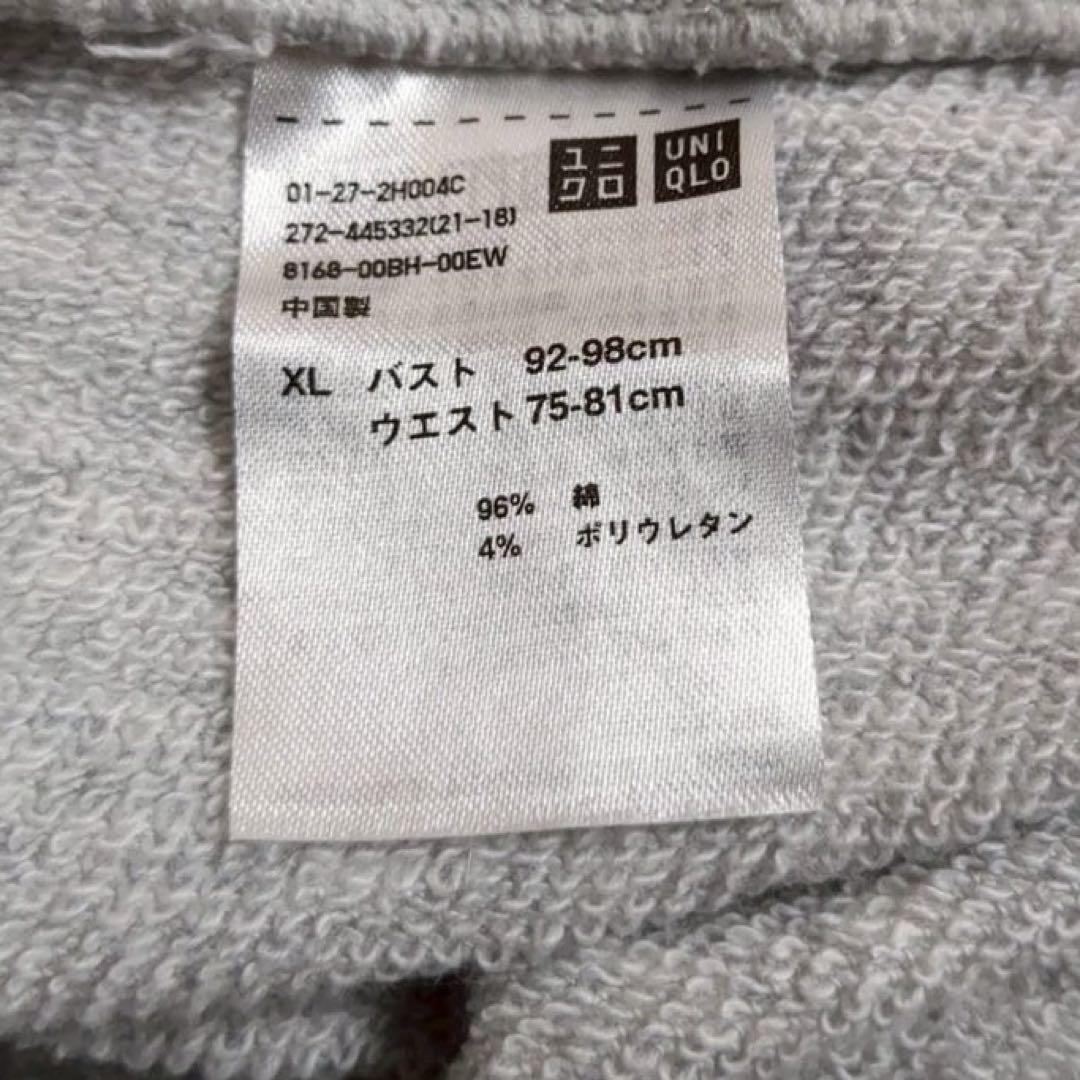 ユニ
クロ
UNI
QLO
01-27-2H004C
272-445332(21-18)
8168-00BH-00EW
中国製
XL バスト 92-98cm
ウエスト 75-81cm
96% 綿
4% ポリウレタン